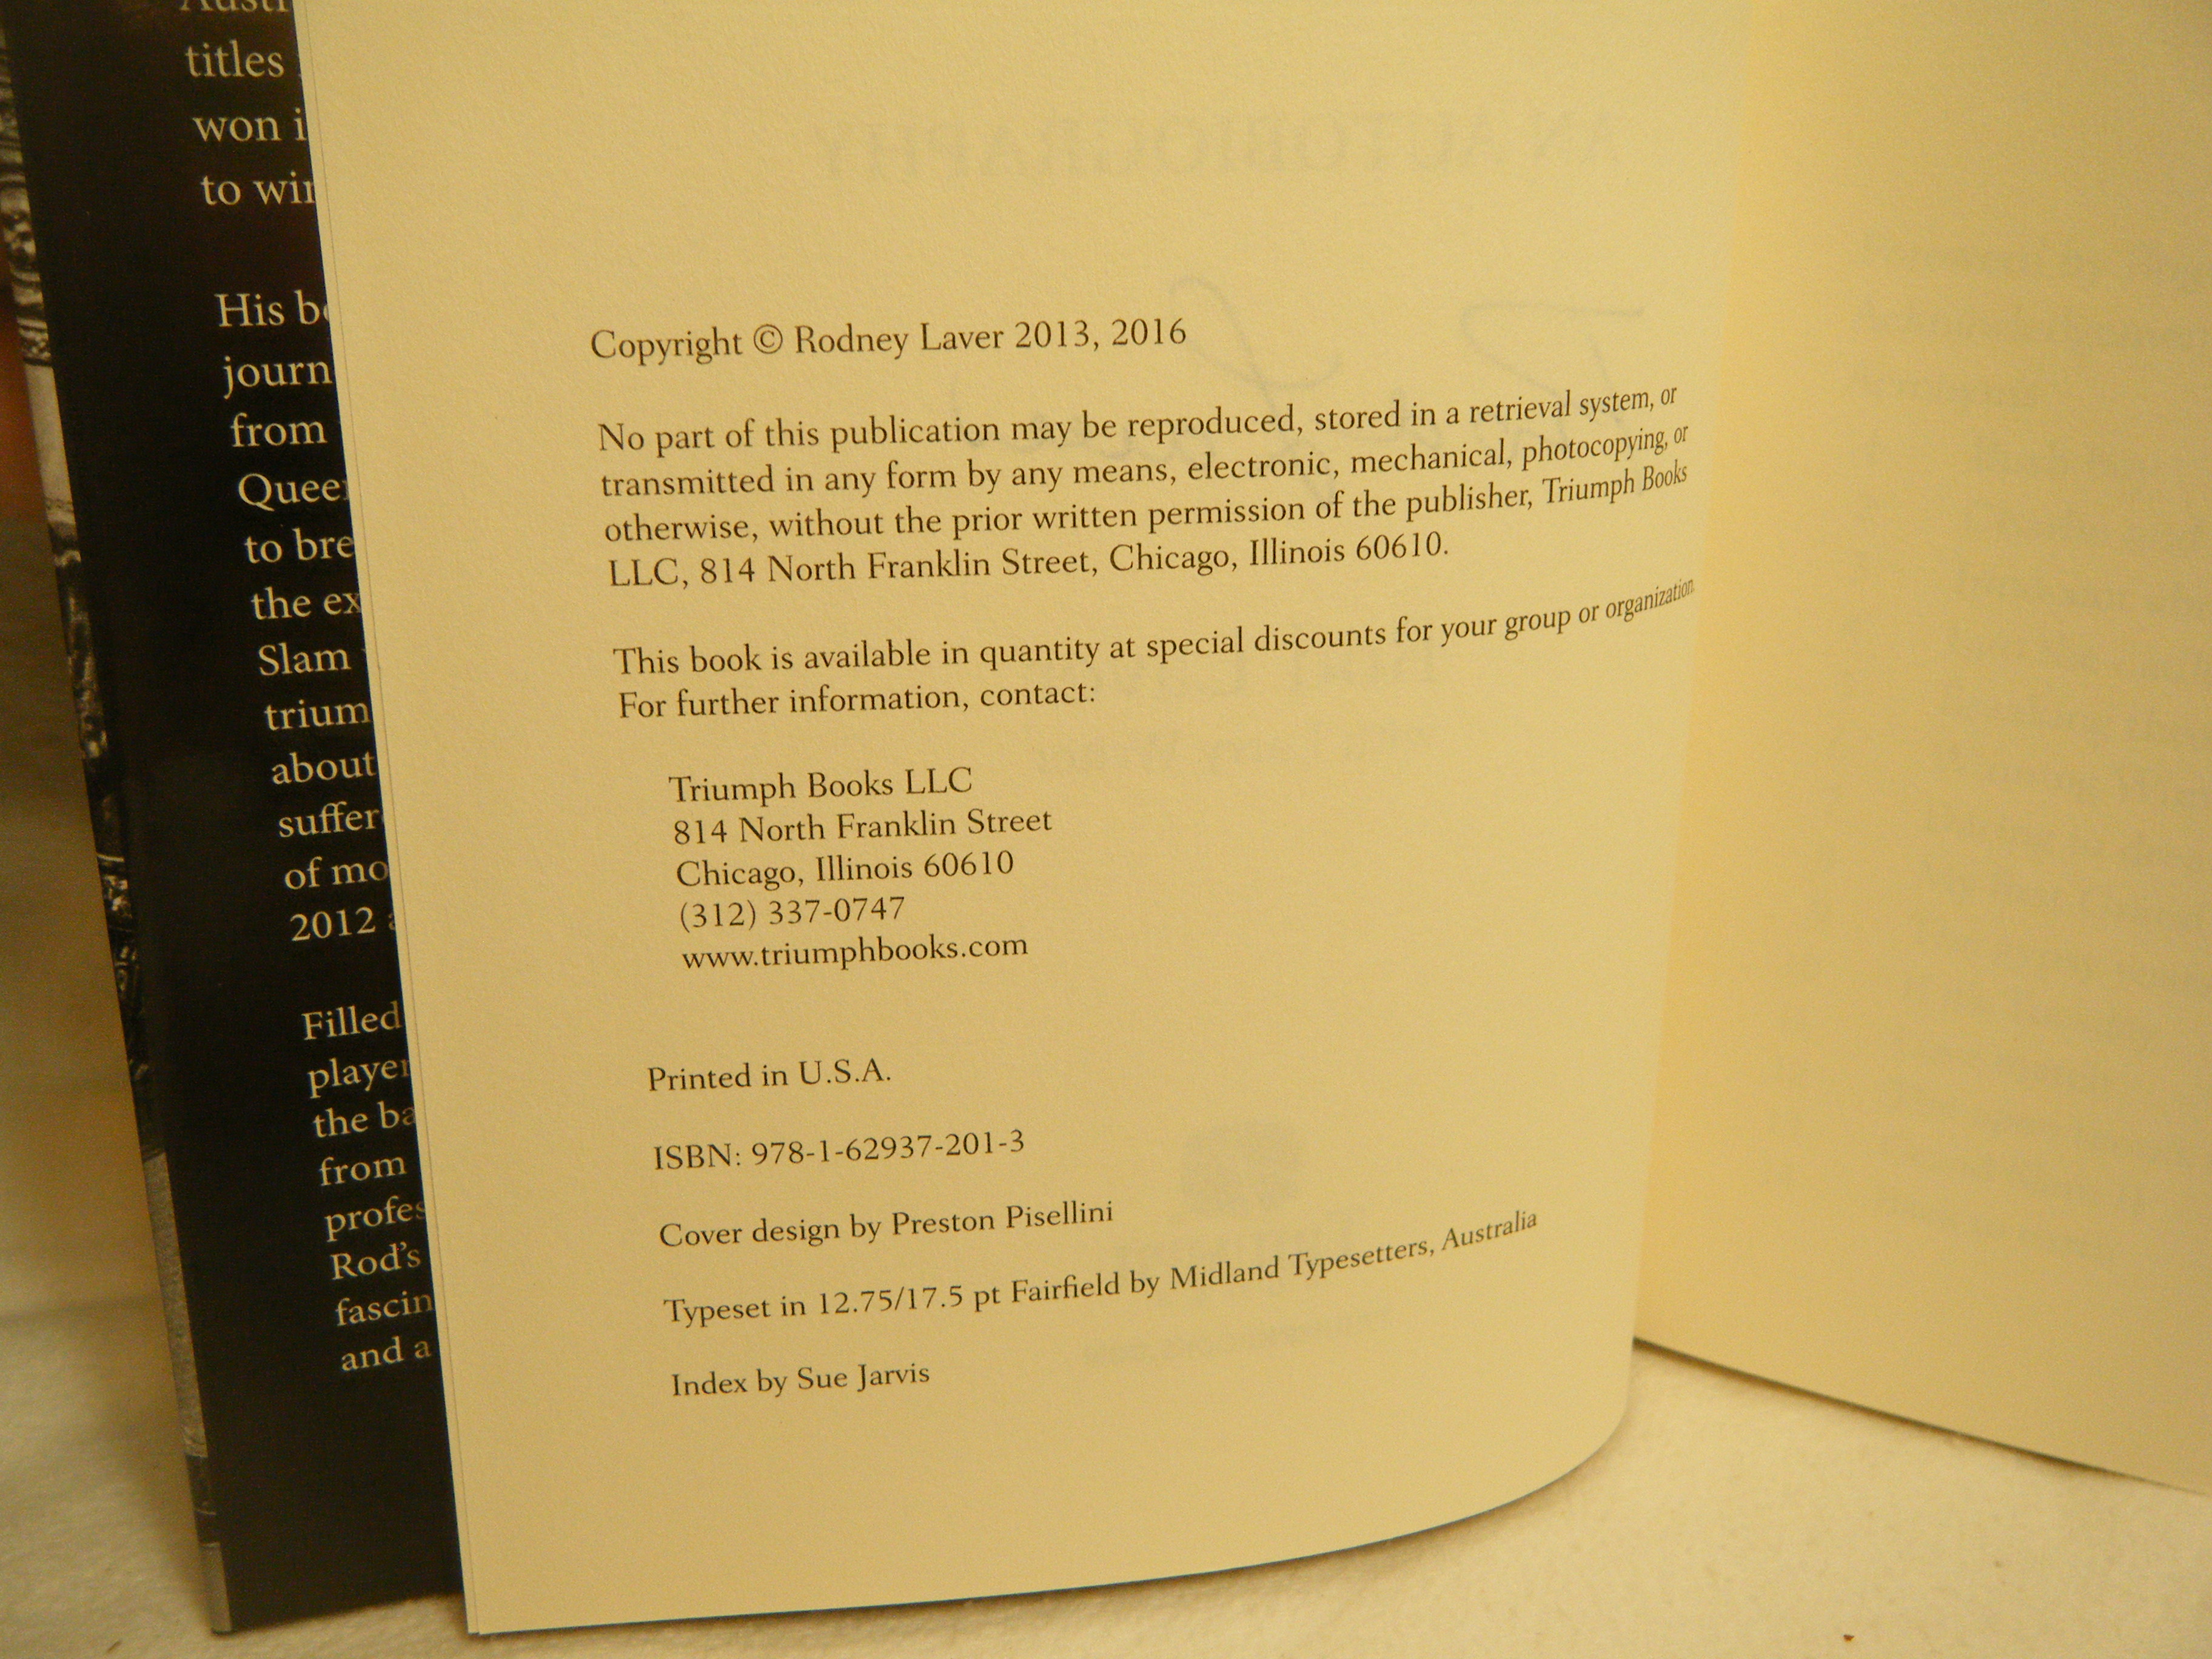 titles
won i
to wi
His b
journ
from
Quee
to bre
the ex
Slam
trium
about
suffer
of mo
2012
Filled
player
the ba
from
profes
Rod's
fascin
and a
Copyright © Rodney Laver 2013, 2016
No part of this publication may be reproduced, stored in a retrieval system, or
transmitted in any form by any means, electronic, mechanical, photocopying, or
otherwise, without the prior written permission of the publisher, Triumph Books
LLC, 814 North Franklin Street, Chicago, Illinois 60610.
This book is available in quantity at special discounts for your group or organization
For further information, contact:
Triumph Books LLC
814 North Franklin Street
Chicago, Illinois 60610
(312) 337-0747
www.triumphbooks.com
Printed in U.S.A.
ISBN: 978-1-62937-201-3
Cover design by Preston Pisellini
Typeset in 12.75/17.5 pt Fairfield by Midland Typesetters, Australia
Index by Sue Jarvis